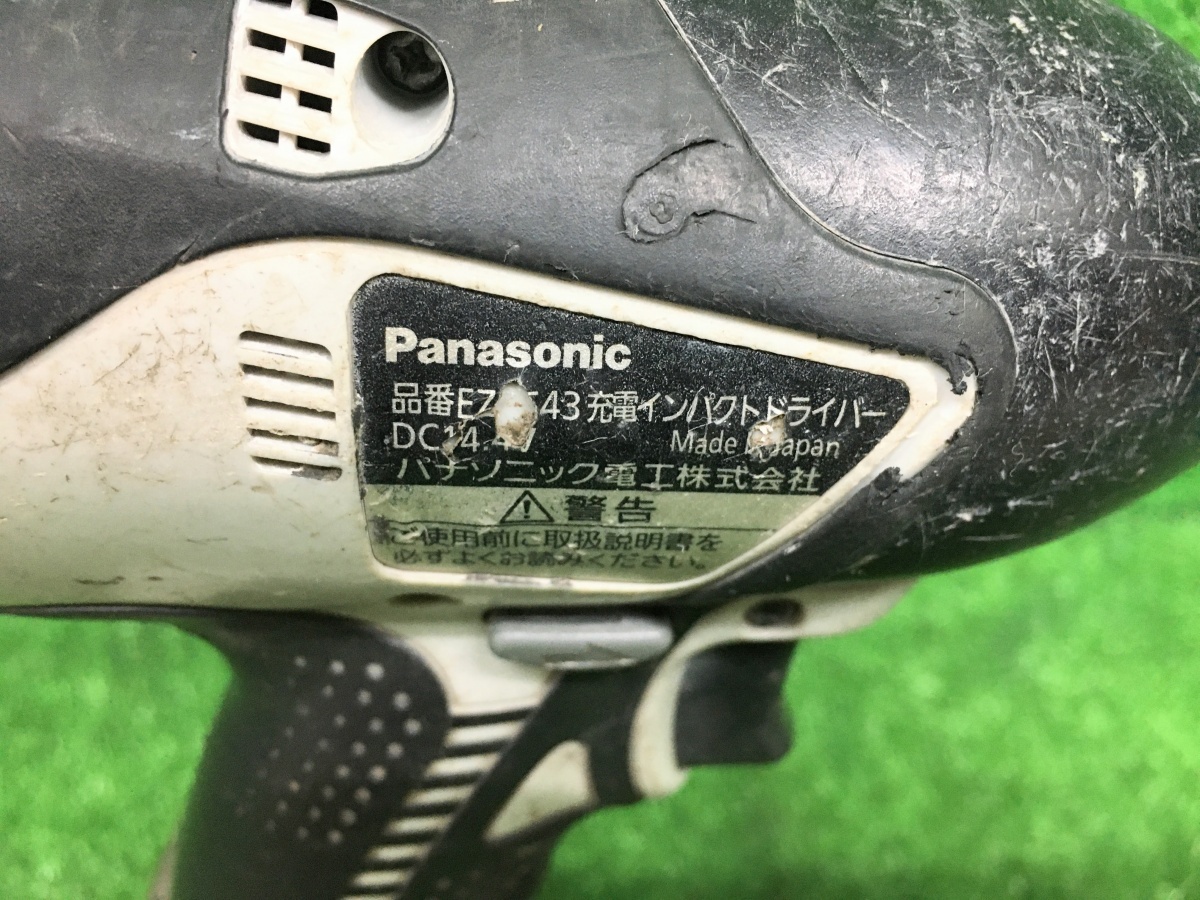 Panasonic
品番 充電インパクトドライバー
Made in Japan
パナソニック電工株式会社
警告
ご使用前に取扱説明書を
必ずよくお読みください。